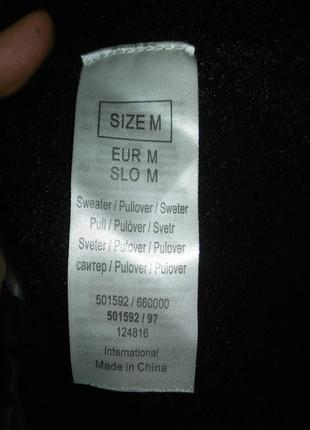 SIZE M
EUR M
SLO M
Sweater / Pullover / Sweter
Pull / Pulóver / Svetr
Sveter / Pulover / Pulover
свитер / Pulover / Pulover
501592 / 660000
501592 / 97
124816
International
Made in China